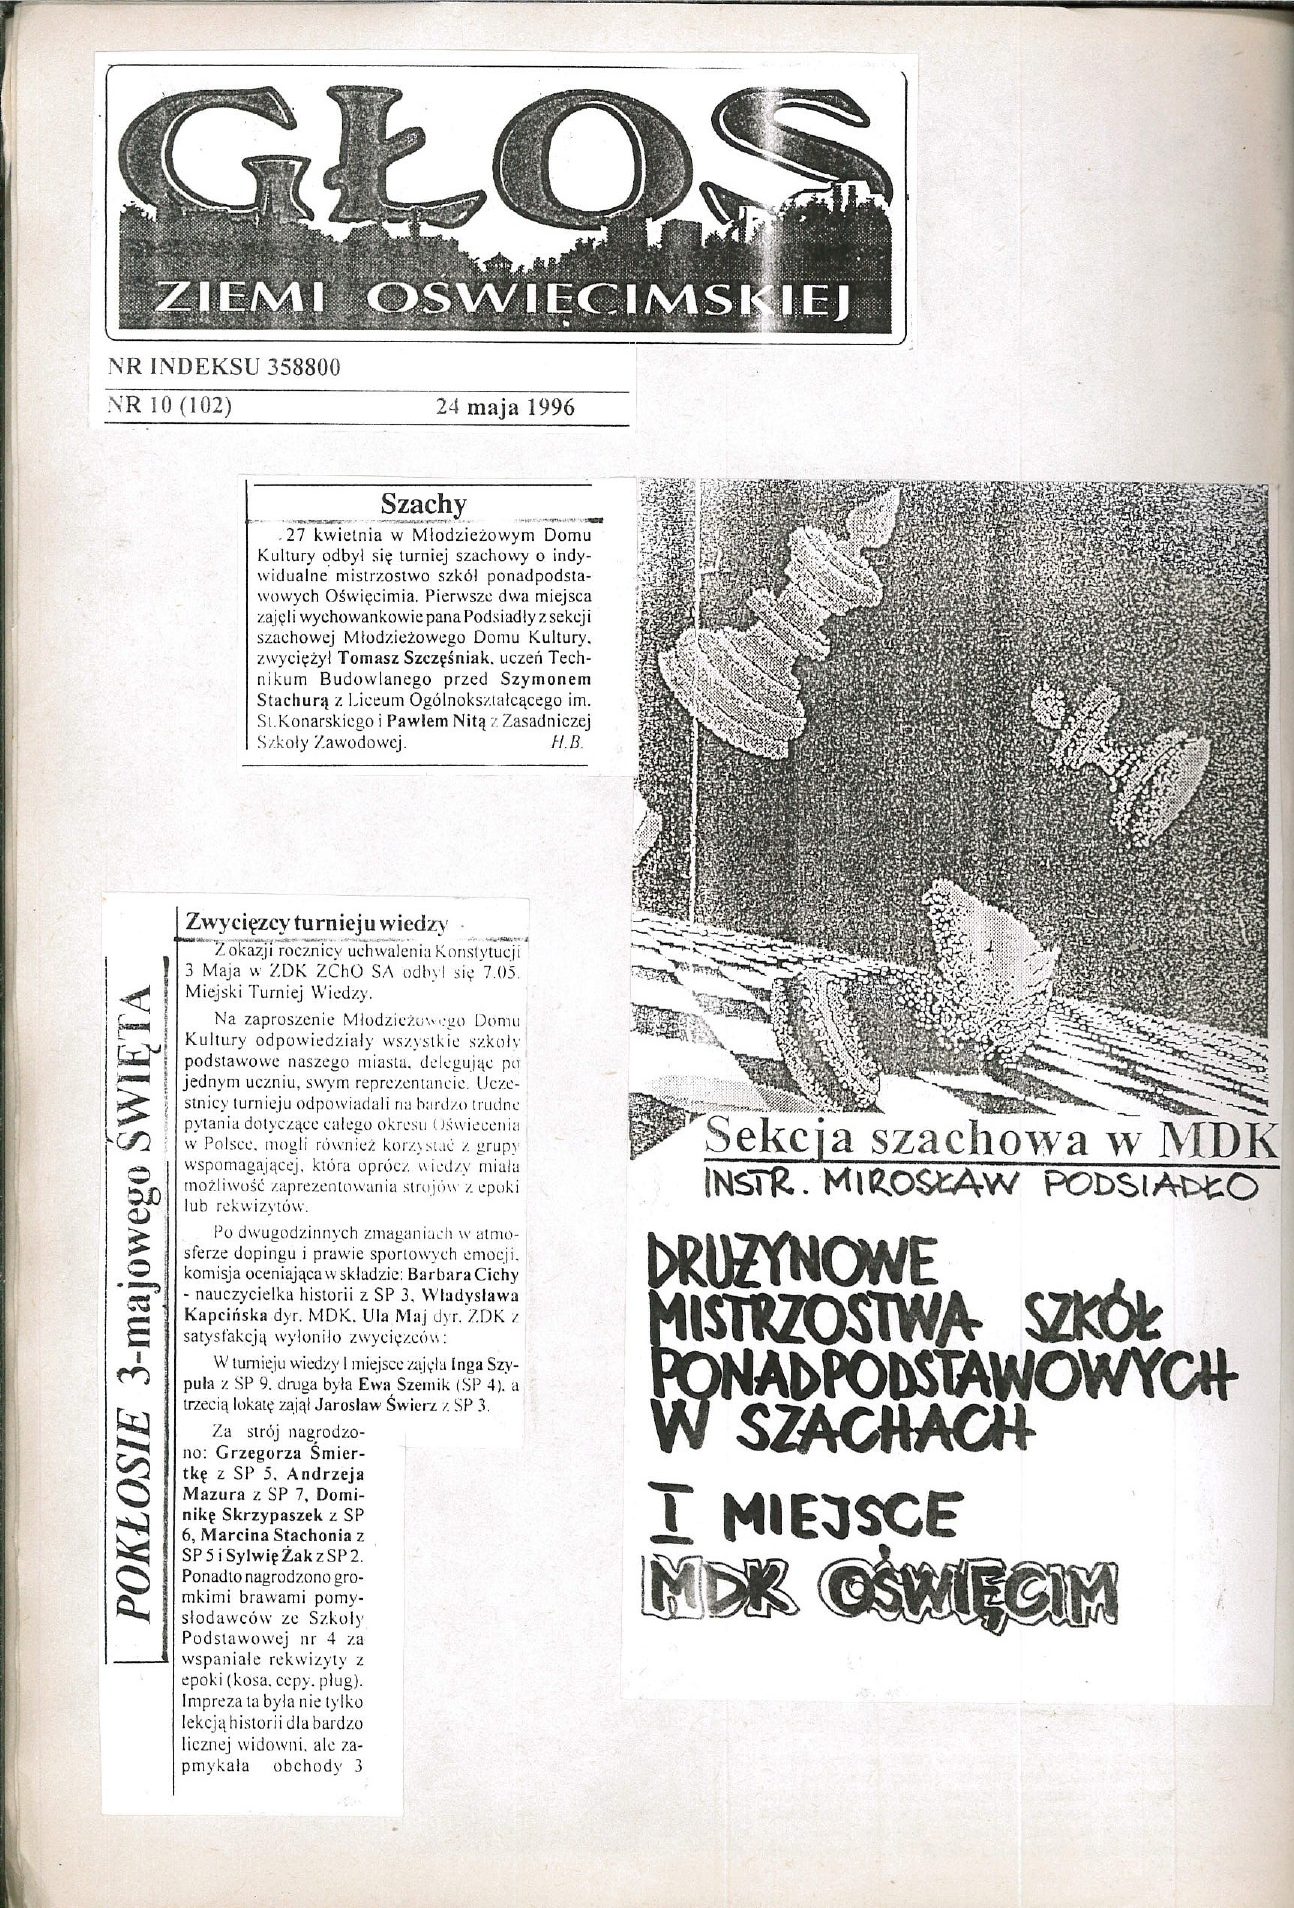 GŁOS
ZIEMI OŚWIĘCIMSKIEJ
NR INDEKSU 358800
NR 10 (102) 24 maja 1996
Szachy
27 kwietnia w Młodzieżowym Domu
Kultury odbył się turniej szachowy o indy-
widualne mistrzostwo szkół ponadpodsta-
wowych Oświęcimia. Pierwsze dwa miejsca
zajęli wychowankowie pana Podsiadły z sekcji
szachowej Młodzieżowego Domu Kultury,
zwyciężył Tomasz Szczęśniak, uczeń Tech-
nikum Budowlanego przed Szymonem
Stachurą z Liceum Ogólnokształcącego im.
St.Konarskiego i Pawłem Nitą z Zasadniczej
Szkoły Zawodowej. H.B.
POKŁOSIE 3-majowego ŚWIĘTA
Zwycięzcy turnieju wiedzy
Z okazji rocznicy uchwalenia Konstytucji
3 Maja w ZDK ZChO SA odbył się 7.05.
Miejski Turniej Wiedzy.
Na zaproszenie Młodzieżowego Domu
Kultury odpowiedziały wszystkie szkoły
podstawowe naszego miasta, delegując po
jednym uczniu, swym reprezentancie. Ucze-
stnicy turnieju odpowiadali na bardzo trudne
pytania dotyczące całego okresu Oświecenia
w Polsce, mogli również korzystać z grupy
wspomagającej, która oprócz wiedzy miała
możliwość zaprezentowania strojów z epoki
lub rekwizytów.
Po dwugodzinnych zmaganiach w atmo-
sferze dopingu i prawie sportowych emocji,
komisja oceniająca w składzie: Barbara Cichy
- nauczycielka historii z SP 3, Władysława
Kapcińska dyr. MDK, Ula Maj dyr. ZDK z
satysfakcją wyłoniło zwycięzców:
W turnieju wiedzy I miejsce zajęła Inga Szy-
puła z SP 9, druga była Ewa Szemik (SP 4), a
trzecią lokatę zajął Jarosław Świerz z SP 3.
Za strój nagrodzo-
no: Grzegorza Śmier-
tkę z SP 5, Andrzeja
Mazura z SP 7, Domi-
nikę Skrzypaszek z SP
6, Marcina Stachonia z
SP 5 i Sylwię Żak z SP 2.
Ponadto nagrodzono gro-
mkimi brawami pomy-
słodawców ze Szkoły
Podstawowej nr 4 za
wspaniałe rekwizyty z
epoki (kosa, cepy, pług).
Impreza ta była nie tylko
lekcją historii dla bardzo
licznej widowni, ale za-
pmykała obchody 3
Sekcja szachowa w MDK
INSTR. MIROSŁAW PODSIADŁO
DRUŻYNOWE
MISTRZOSTWA SZKÓŁ
PONADPODSTAWOWYCH
W SZACHACH
I MIEJSCE
MDK OŚWIĘCIM